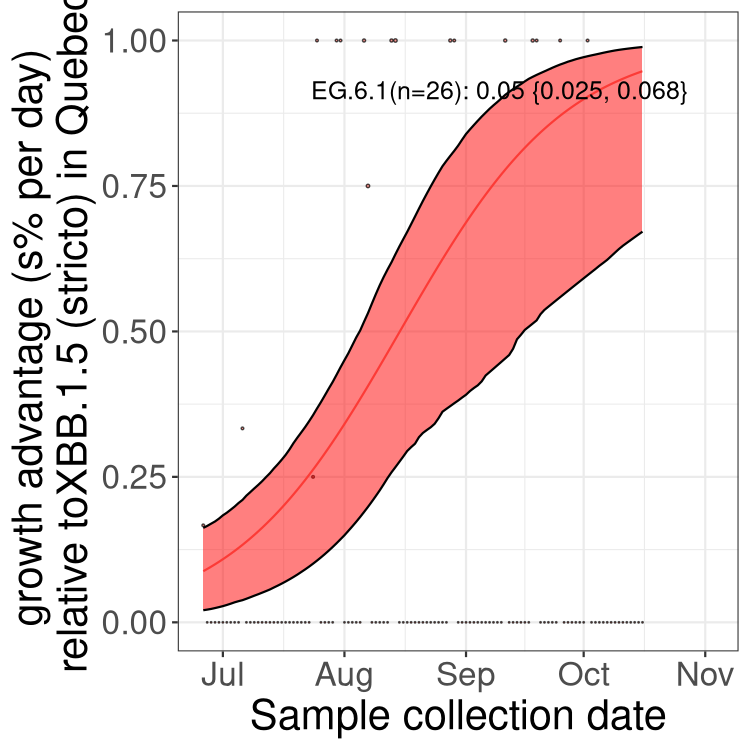 growth advantage (s% per day)
relative toXBB.1.5 (stricto) in Quebec
1.00
0.75
0.50
0.25
0.00
EG.6.1(n=26): 0.05 {0.025, 0.068}
Jul Aug Sep Oct Nov
Sample collection date